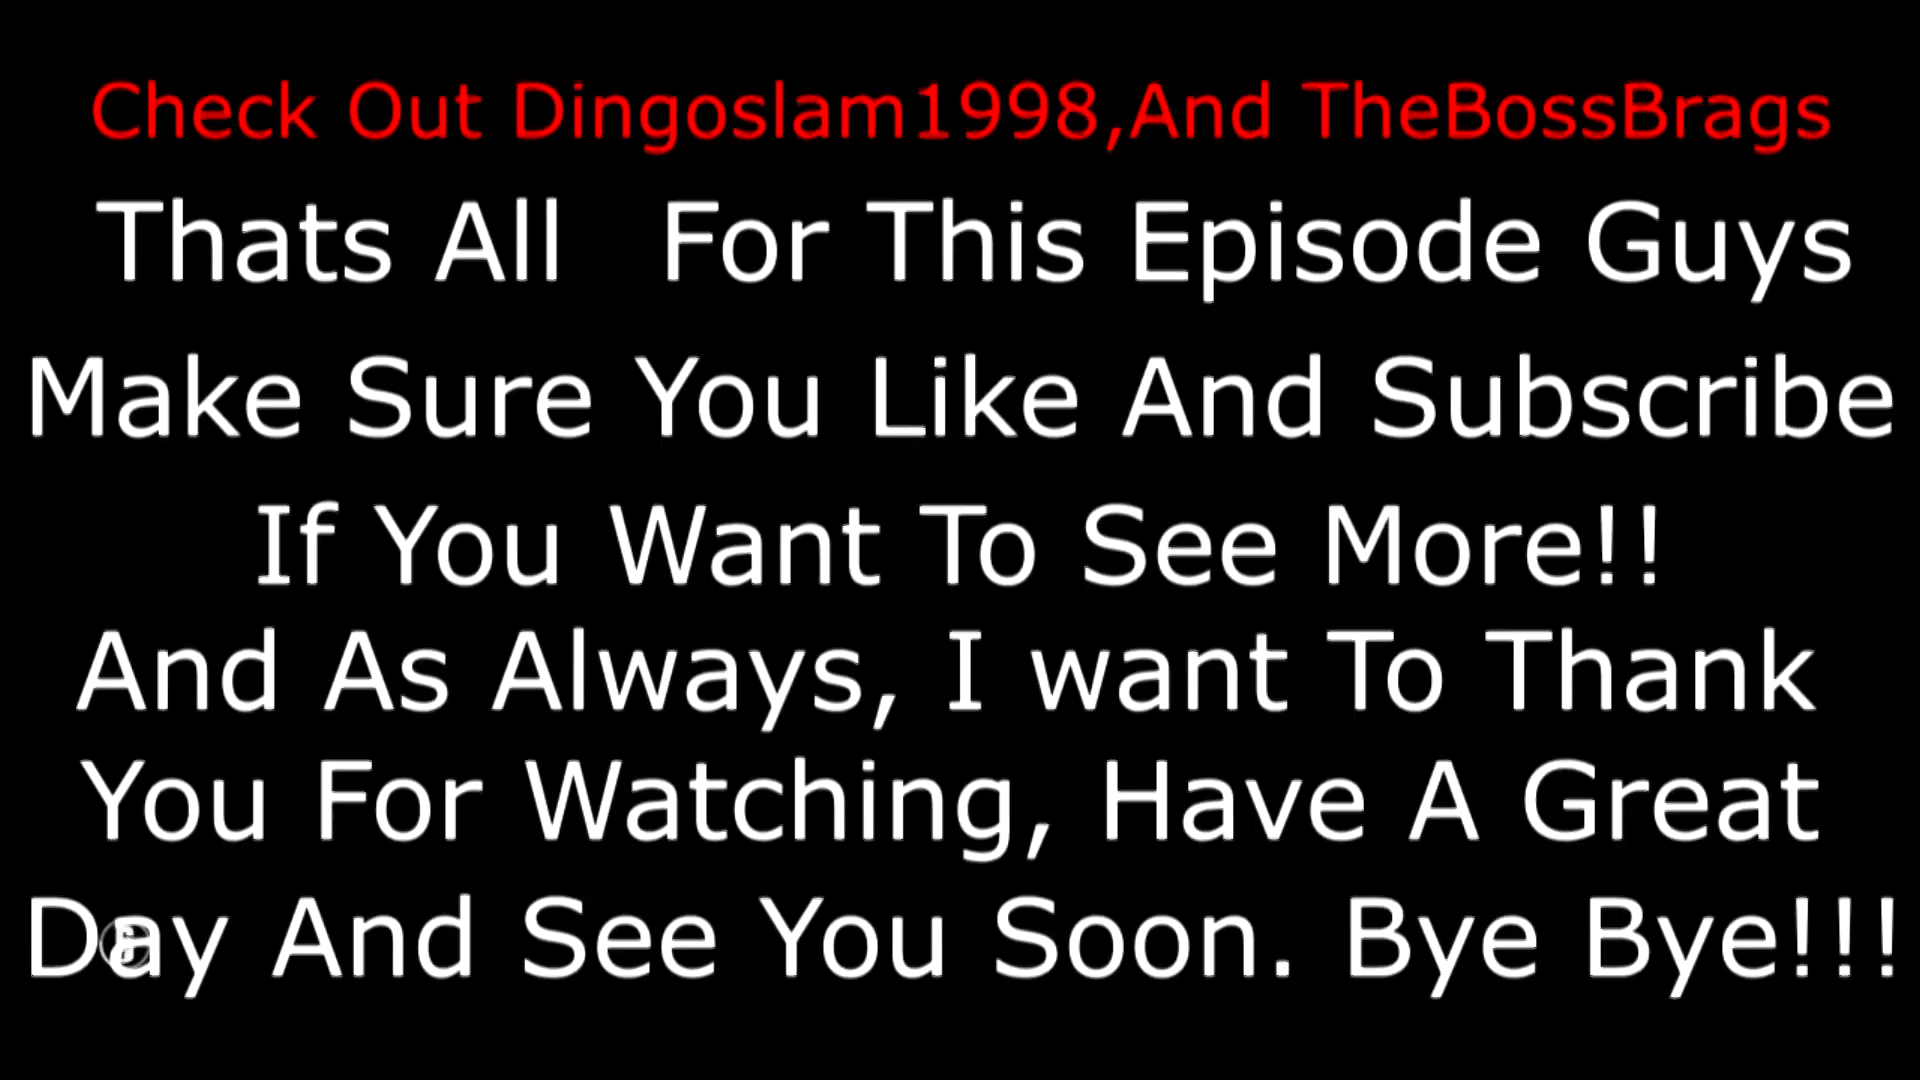 Check Out Dingoslam1998,And TheBossBrags
Thats All  For This Episode Guys
Make Sure You Like And Subscribe
If You Want To See More!!
And As Always, I want To Thank
You For Watching, Have A Great
Day And See You Soon. Bye Bye!!!